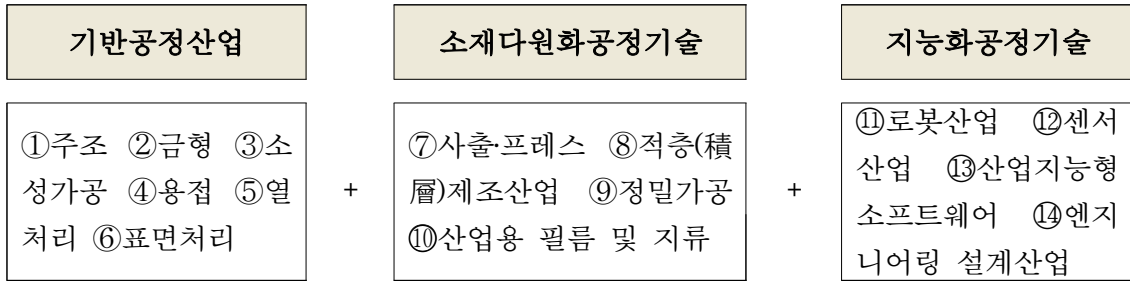 기반공정산업
①주조 ②금형 ③소
성가공 ④용접 ⑤열
처리 ⑥표면처리
+
소재다원화공정기술
⑦사출·프레스 ⑧적층(積
層)제조산업 ⑨정밀가공
⑩산업용 필름 및 지류
+
지능화공정기술
⑪로봇산업 ⑫센서
산업 ⑬산업지능형
소프트웨어 ⑭엔지
니어링 설계산업